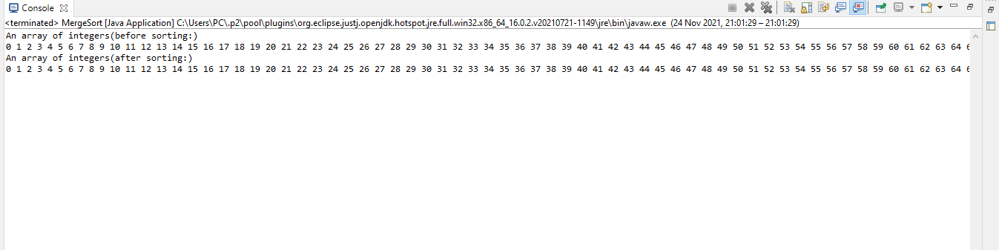 Console
<terminated> MergeSort [Java Application] C:\Users\PC\.p2\pool\plugins\org.eclipse.justj.openjdk.hotspot.jre.full.win32.x86_64_16.0.2.v20210721-1149\jre\bin\javaw.exe (24 Nov 2021, 21:01:29 – 21:01:29)
An array of integers(before sorting:)
0 1 2 3 4 5 6 7 8 9 10 11 12 13 14 15 16 17 18 19 20 21 22 23 24 25 26 27 28 29 30 31 32 33 34 35 36 37 38 39 40 41 42 43 44 45 46 47 48 49 50 51 52 53 54 55 56 57 58 59 60 61 62 63 64
An array of integers(after sorting:)
0 1 2 3 4 5 6 7 8 9 10 11 12 13 14 15 16 17 18 19 20 21 22 23 24 25 26 27 28 29 30 31 32 33 34 35 36 37 38 39 40 41 42 43 44 45 46 47 48 49 50 51 52 53 54 55 56 57 58 59 60 61 62 63 64